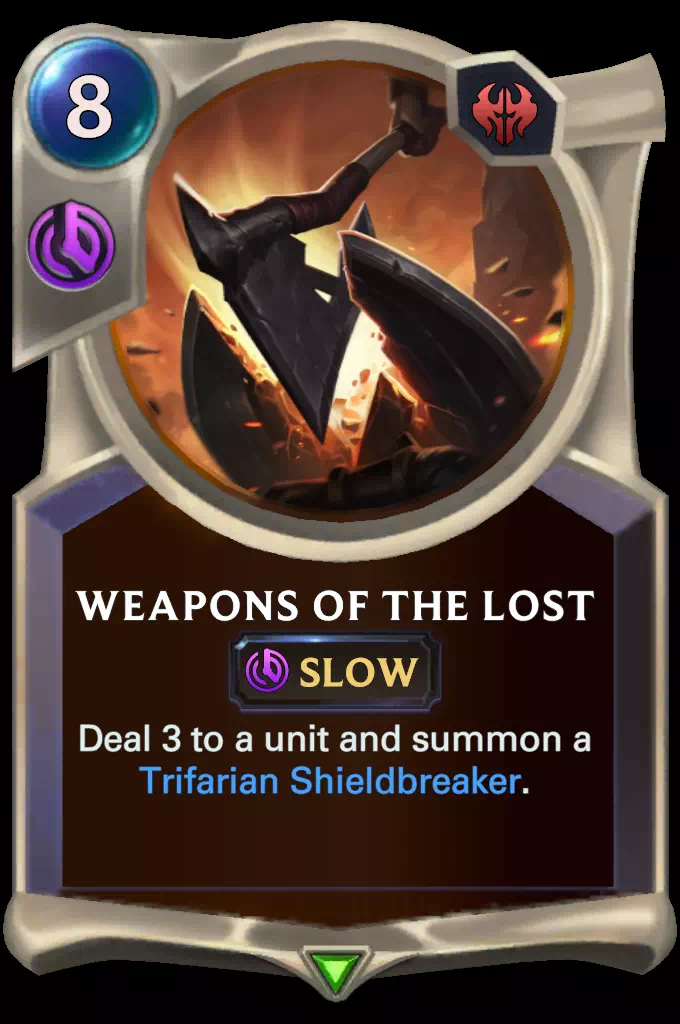 8
WEAPONS OF THE LOST
SLOW
Deal 3 to a unit and summon a
Trifarian Shieldbreaker.